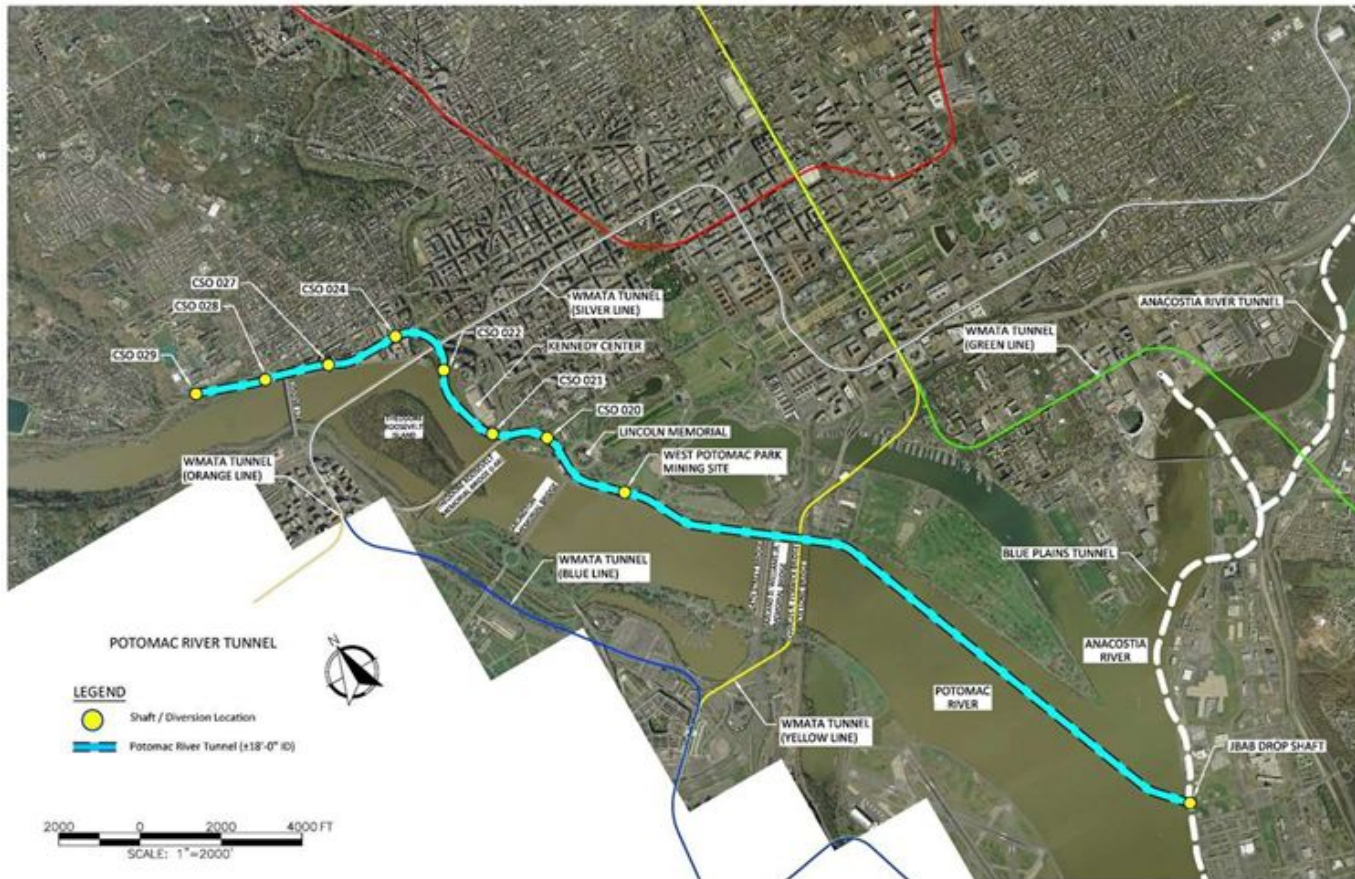 CSO 027
CSO 024
CSO 028
CSO 029
WMATA TUNNEL
(SILVER LINE)
CSO 022
KENNEDY CENTER
CSO 021
CSO 020
LINCOLN MEMORIAL
WEST POTOMAC PARK
MINING SITE
ANACOSTIA RIVER TUNNEL
WMATA TUNNEL
(GREEN LINE)
THEODORE
ROOSEVELT
ISLAND
WMATA TUNNEL
(ORANGE LINE)
WMATA TUNNEL
(BLUE LINE)
BLUE PLAINS TUNNEL
ANACOSTIA
RIVER
POTOMAC
RIVER
WMATA TUNNEL
(YELLOW LINE)
JBAB DROP SHAFT
POTOMAC RIVER TUNNEL
N
LEGEND
Shaft / Diversion Location
Potomac River Tunnel (±18'-0" ID)
2000 0 2000 4000 FT
SCALE: 1"=2000'